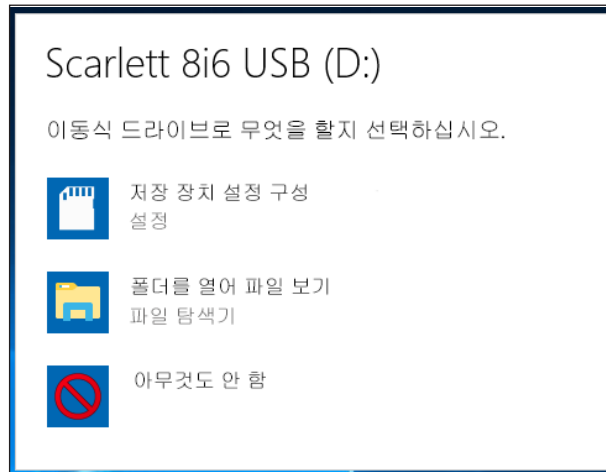 Scarlett 8i6 USB (D:)
이동식 드라이브로 무엇을 할지 선택하십시오.
저장 장치 설정 구성
설정
폴더를 열어 파일 보기
파일 탐색기
아무것도 안 함